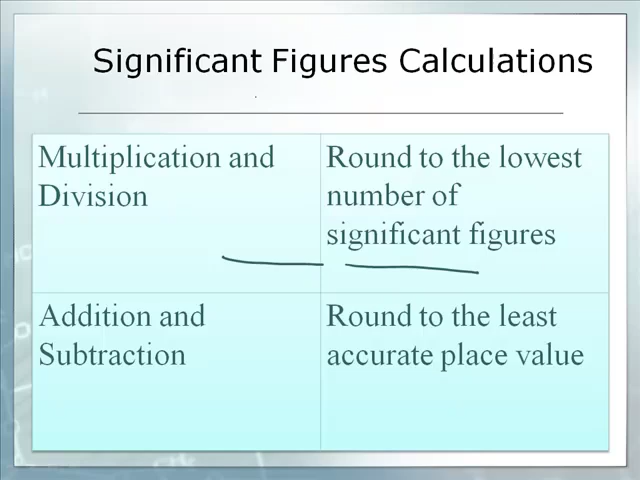 Significant Figures Calculations
Multiplication and
Division
Round to the lowest
number of
significant figures
Addition and
Subtraction
Round to the least
accurate place value